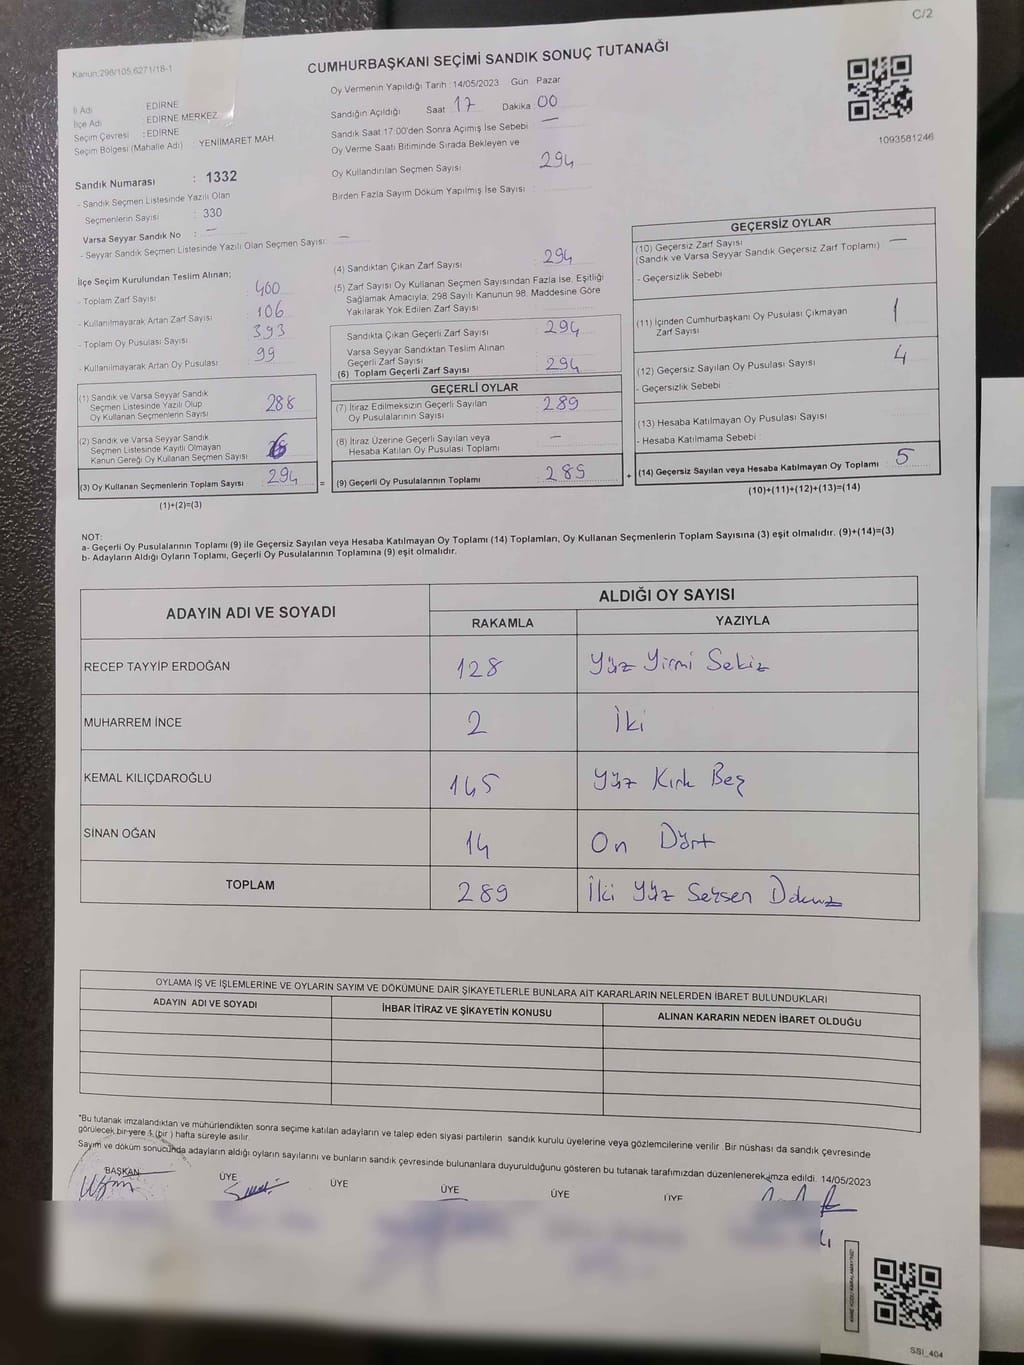 C/2
Kanun:298/105,6271/18-1
CUMHURBAŞKANI SEÇİMİ SANDIK SONUÇ TUTANAĞI
1093581246
İl Adı : EDİRNE
İlçe Adı : EDİRNE MERKEZ
Seçim Çevresi : EDİRNE
Seçim Bölgesi (Mahalle Adı) YENİİMARET MAH.
Sandık Numarası : 1332
- Sandık Seçmen Listesinde Yazılı Olan
Seçmenlerin Sayısı : 330
Varsa Seyyar Sandık No : —
- Seyyar Sandık Seçmen Listesinde Yazılı Olan Seçmen Sayısı: —
Oy Vermenin Yapıldığı Tarih : 14/05/2023 Gün Pazar
Sandığın Açıldığı Saat 17 Dakika 00
Sandık Saat 17:00'den Sonra Açımış İse Sebebi —
Oy Verme Saati Bitiminde Sırada Bekleyen ve
Oy Kullandırılan Seçmen Sayısı 294
Birden Fazla Sayım Döküm Yapılmış İse Sayısı :
İlçe Seçim Kurulundan Teslim Alınan;
- Toplam Zarf Sayısı : 400
- Kullanılmayarak Artan Zarf Sayısı : 106
- Toplam Oy Pusulası Sayısı : 393
- Kullanılmayarak Artan Oy Pusulası : 99
(1) Sandık ve Varsa Seyyar Sandık
Seçmen Listesinde Yazılı Olup
Oy Kullanan Seçmenlerin Sayısı 288
(2) Sandık ve Varsa Seyyar Sandık
Seçmen Listesinde Kayıtlı Olmayan
Kanun Gereği Oy Kullanan Seçmen Sayısı
(3) Oy Kullanan Seçmenlerin Toplam Sayısı 294 =
(1)+(2)=(3)
(4) Sandıktan Çıkan Zarf Sayısı 294
(5) Zarf Sayısı Oy Kullanan Seçmen Sayısından Fazla İse, Eşitliği
Sağlamak Amacıyla; 298 Sayılı Kanunun 98. Maddesine Göre
Yakılarak Yok Edilen Zarf Sayısı
Sandıkta Çıkan Geçerli Zarf Sayısı 294
Varsa Seyyar Sandıktan Teslim Alınan
Geçerli Zarf Sayısı
(6) Toplam Geçerli Zarf Sayısı 294
GEÇERLİ OYLAR
(7) İtiraz Edilmeksizin Geçerli Sayılan
Oy Pusulalarının Sayısı 289
(8) İtiraz Üzerine Geçerli Sayılan veya
Hesaba Katılan Oy Pusulası Toplamı —
(9) Geçerli Oy Pusulalarının Toplamı 289 +
GEÇERSİZ OYLAR
(10) Geçersiz Zarf Sayısı
(Sandık ve Varsa Seyyar Sandık Geçersiz Zarf Toplamı) —
- Geçersizlik Sebebi :
(11) İçinden Cumhurbaşkanı Oy Pusulası Çıkmayan
Zarf Sayısı 1
(12) Geçersiz Sayılan Oy Pusulası Sayısı 4
- Geçersizlik Sebebi :
(13) Hesaba Katılmayan Oy Pusulası Sayısı
- Hesaba Katılmama Sebebi :
(14) Geçersiz Sayılan veya Hesaba Katılmayan Oy Toplamı 5
(10)+(11)+(12)+(13)=(14)
NOT:
a- Geçerli Oy Pusulalarının Toplamı (9) ile Geçersiz Sayılan veya Hesaba Katılmayan Oy Toplamı (14) Toplamları, Oy Kullanan Seçmenlerin Toplam Sayısına (3) eşit olmalıdır. (9)+(14)=(3)
b- Adayların Aldığı Oyların Toplamı, Geçerli Oy Pusulalarının Toplamına (9) eşit olmalıdır.
ADAYIN ADI VE SOYADI ALDIĞI OY SAYISI
RAKAMLA YAZIYLA
RECEP TAYYİP ERDOĞAN 128 Yüz Yirmi Sekiz
MUHARREM İNCE 2 İki
KEMAL KILIÇDAROĞLU 145 Yüz Kırk Beş
SİNAN OĞAN 14 On Dört
TOPLAM 289 İki Yüz Seksen Dokuz
OYLAMA İŞ VE İŞLEMLERİNE VE OYLARIN SAYIM VE DÖKÜMÜNE DAİR ŞİKAYETLERLE BUNLARA AİT KARARLARIN NELERDEN İBARET BULUNDUKLARI
ADAYIN ADI VE SOYADI İHBAR İTİRAZ VE ŞİKAYETİN KONUSU ALINAN KARARIN NEDEN İBARET OLDUĞU
*Bu tutanak imzalandıktan ve mühürlendikten sonra seçime katılan adayların ve talep eden siyasi partilerin sandık kurulu üyelerine veya gözlemcilerine verilir. Bir nüshası da sandık çevresinde
görülecek bir yere 1 (bir ) hafta süreyle asılır.
Sayım ve döküm sonucunda adayların aldığı oyların sayılarını ve bunların sandık çevresinde bulunanlara duyurulduğunu gösteren bu tutanak tarafımızdan düzenlenerek imza edildi. 14/05/2023
BAŞKAN ÜYE ÜYE ÜYE ÜYE ÜYE
SSI_404